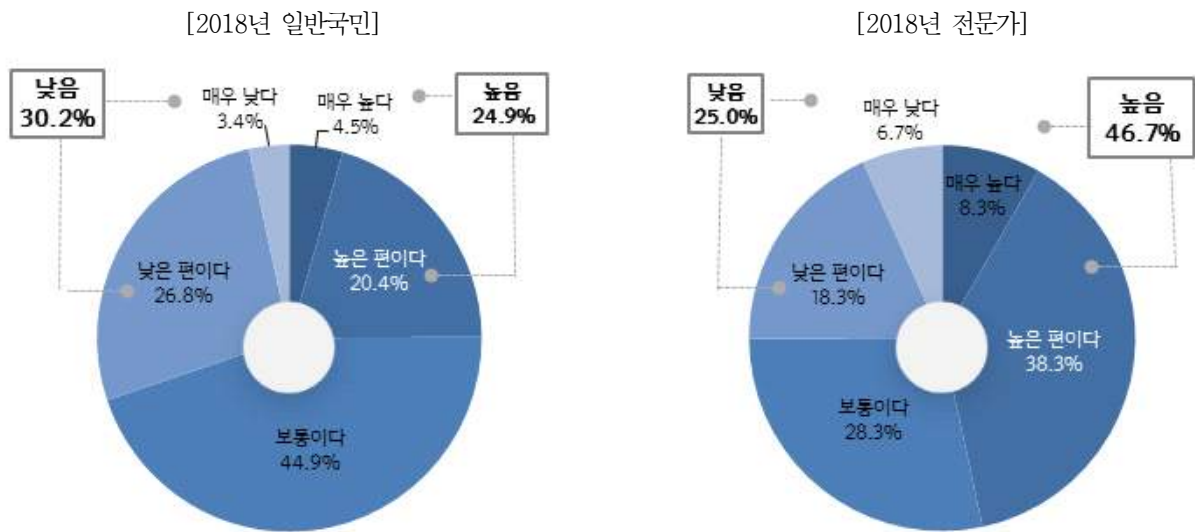 [2018년 일반국민]
낮음
30.2%
매우 낮다
3.4%
매우 높다
4.5%
높음
24.9%
낮은 편이다
26.8%
높은 편이다
20.4%
보통이다
44.9%
[2018년 전문가]
낮음
25.0%
매우 낮다
6.7%
높음
46.7%
매우 높다
8.3%
낮은 편이다
18.3%
높은 편이다
38.3%
보통이다
28.3%